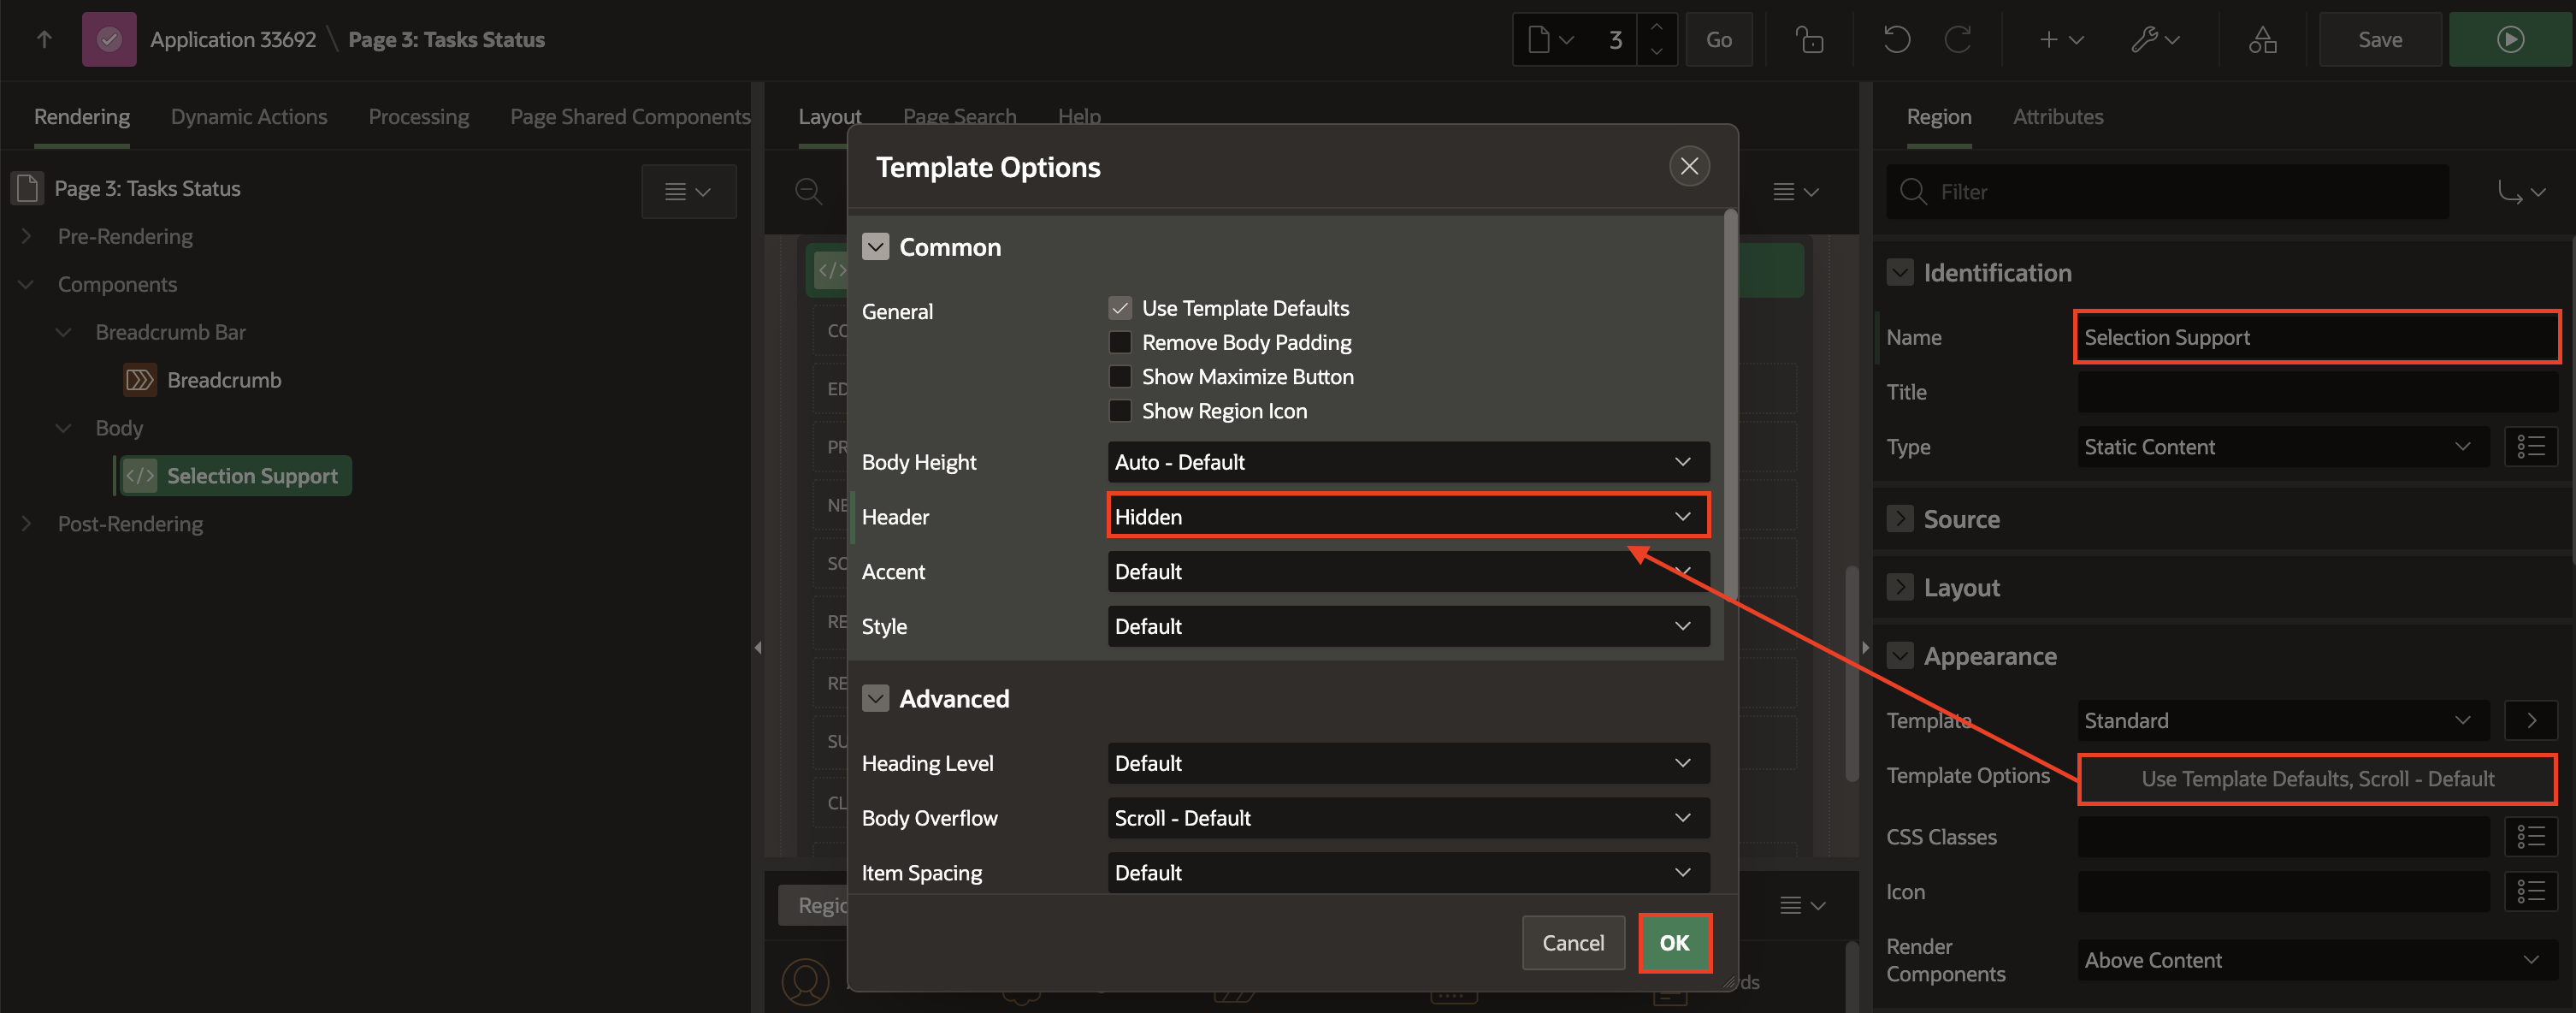 Application 33692 \ Page 3: Tasks Status
3
Go
Save
Rendering
Dynamic Actions
Processing
Page Shared Components
Page 3: Tasks Status
Pre-Rendering
Components
Breadcrumb Bar
Breadcrumb
Body
</> Selection Support
Post-Rendering
Layout
Page Search
Help
</>
CO
ED
PR
NE
SO
RE
RE
SU
CL
Regio
ds
Template Options
Common
General
Use Template Defaults
Remove Body Padding
Show Maximize Button
Show Region Icon
Body Height
Auto - Default
Header
Hidden
Accent
Default
Style
Default
Advanced
Heading Level
Default
Body Overflow
Scroll - Default
Item Spacing
Default
Cancel
OK
Region
Attributes
Filter
Identification
Name
Selection Support
Title
Type
Static Content
Source
Layout
Appearance
Template
Standard
Template Options
Use Template Defaults, Scroll - Default
CSS Classes
Icon
Render
Components
Above Content